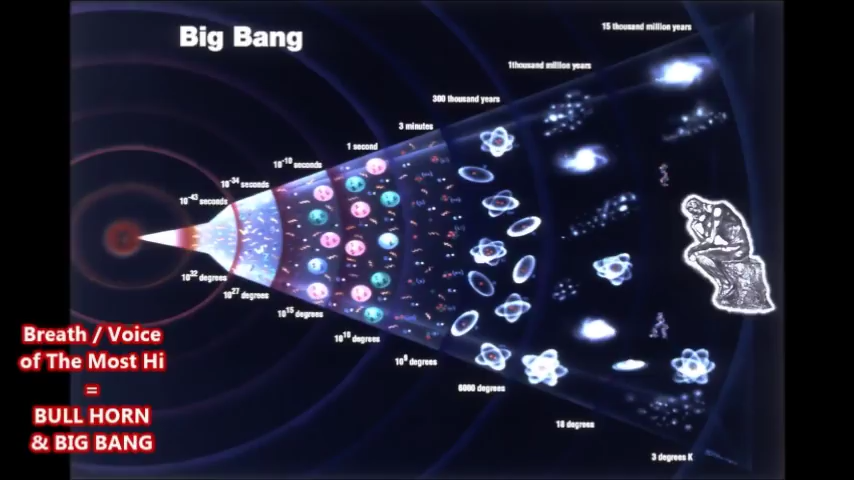 Big Bang
15 thousand million years
1thousand million years
300 thousand years
3 minutes
1 second
10-10 seconds
10-34 seconds
10-43 seconds
1032 degrees
1027 degrees
1015 degrees
1010 degrees
109 degrees
6000 degrees
18 degrees
3 degrees K
Breath / Voice
of The Most Hi
=
BULL HORN
& BIG BANG